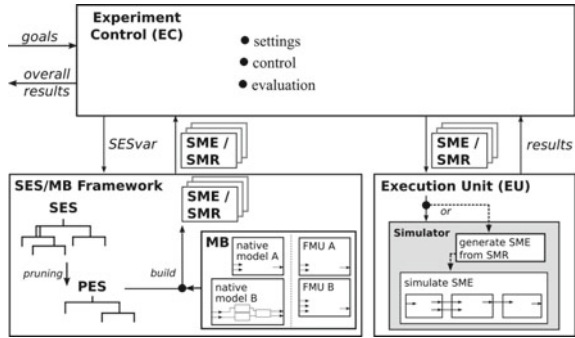 Experiment
Control (EC)
settings
control
evaluation
goals
overall
results
SESvar
SME /
SMR
SME /
SMR
results
SES/MB Framework
SME /
SMR
SES
pruning
PES
build
MB
native
model A
FMU A
native
model B
FMU B
Execution Unit (EU)
or
Simulator
generate SME
from SMR
simulate SME